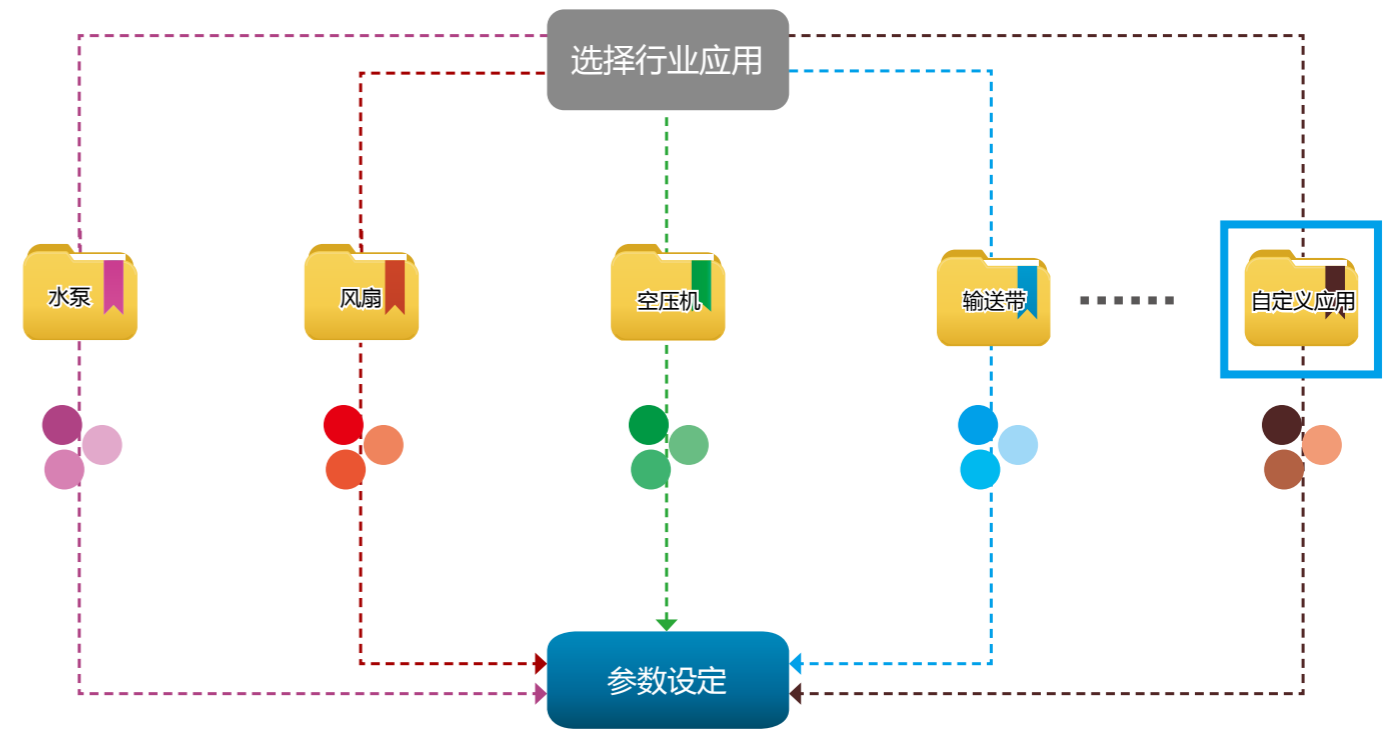 选择行业应用
水泵
风扇
空压机
输送带
自定义应用
参数设定